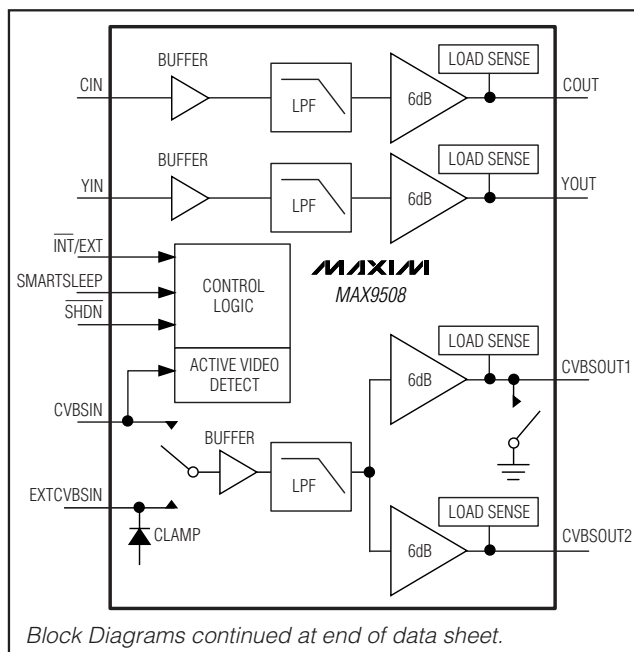 BUFFER
LOAD SENSE
CIN
LPF
6dB
COUT
BUFFER
LOAD SENSE
YIN
LPF
6dB
YOUT
INT/EXT
SMARTSLEEP
SHDN
CONTROL
LOGIC
MAXIM
MAX9508
ACTIVE VIDEO
DETECT
LOAD SENSE
6dB
CVBSOUT1
CVBSIN
BUFFER
LPF
EXTCVBSIN
CLAMP
LOAD SENSE
6dB
CVBSOUT2
Block Diagrams continued at end of data sheet.